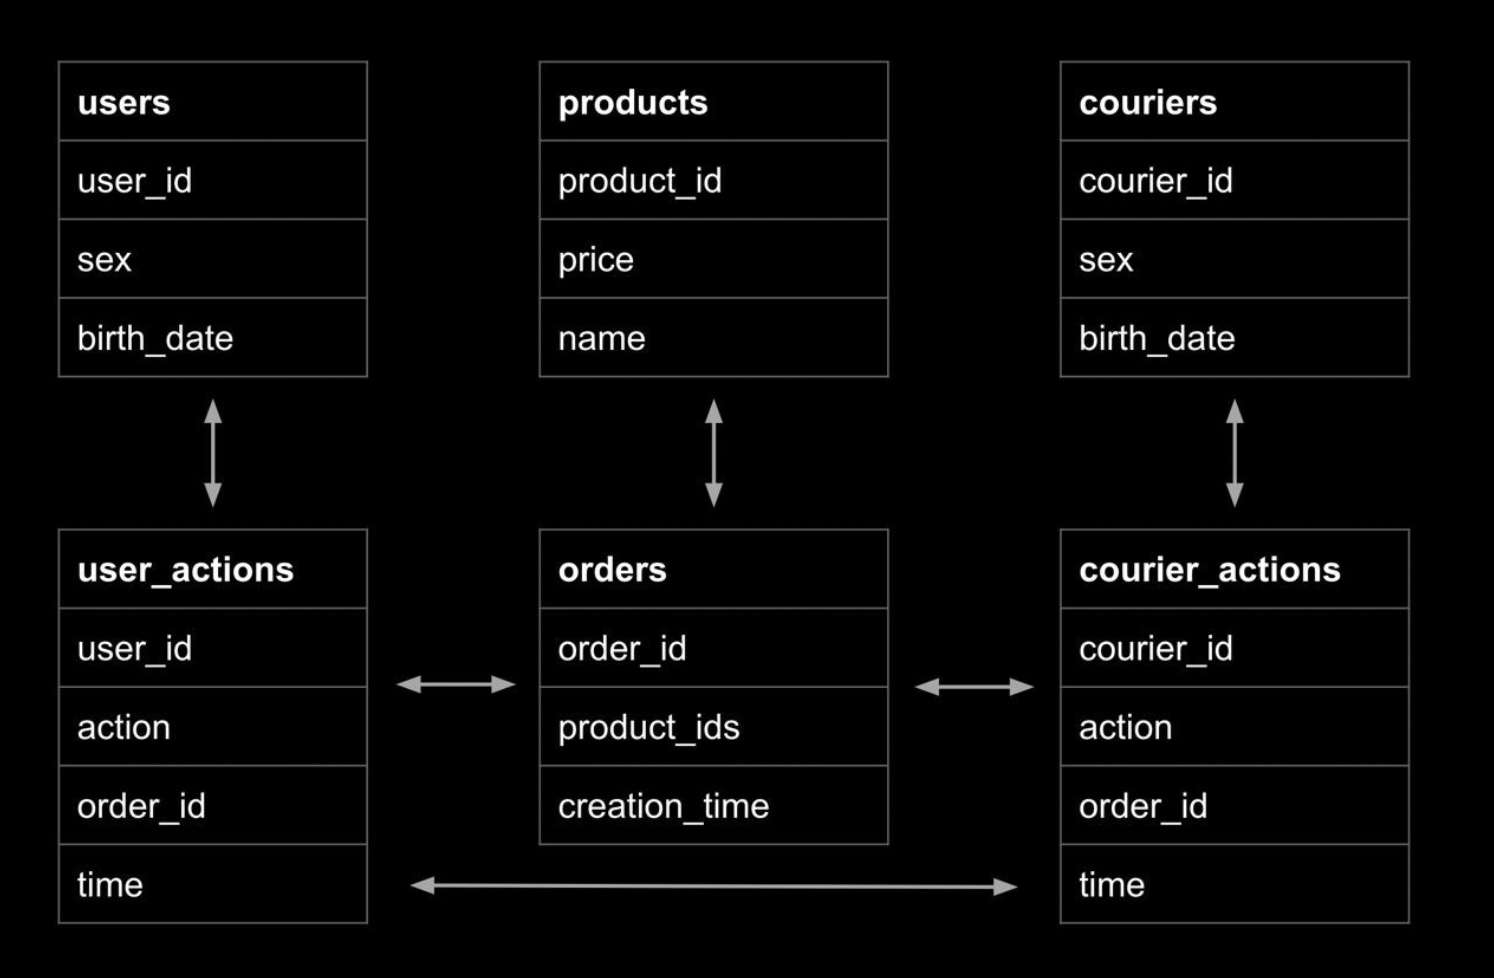 users
user_id
sex
birth_date
products
product_id
price
name
couriers
courier_id
sex
birth_date
user_actions
user_id
action
order_id
time
orders
order_id
product_ids
creation_time
courier_actions
courier_id
action
order_id
time